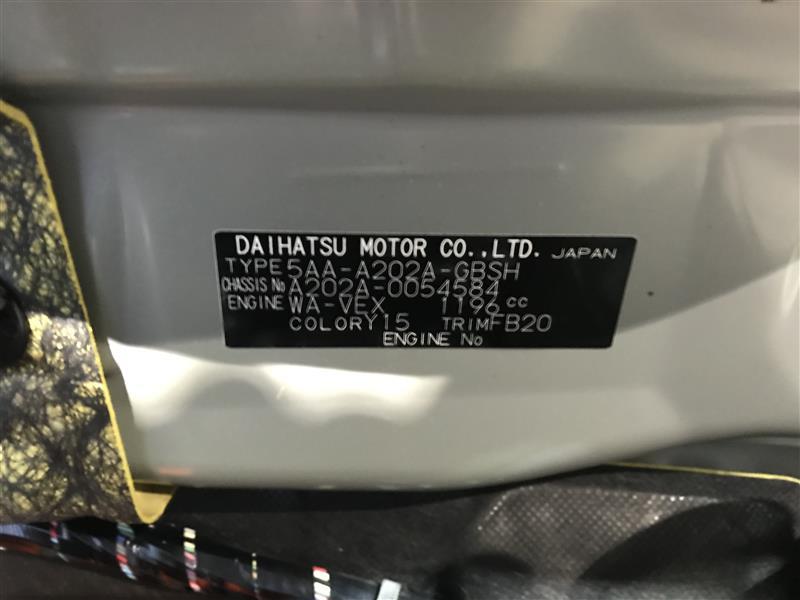 DAIHATSU MOTOR CO.,LTD. JAPAN
TYPE 5AA-A202A-GBSH
CHASSIS No A202A-0054584
ENGINE WA-VEX 1196 cc
COLOR Y15 TRIM FB20
ENGINE No